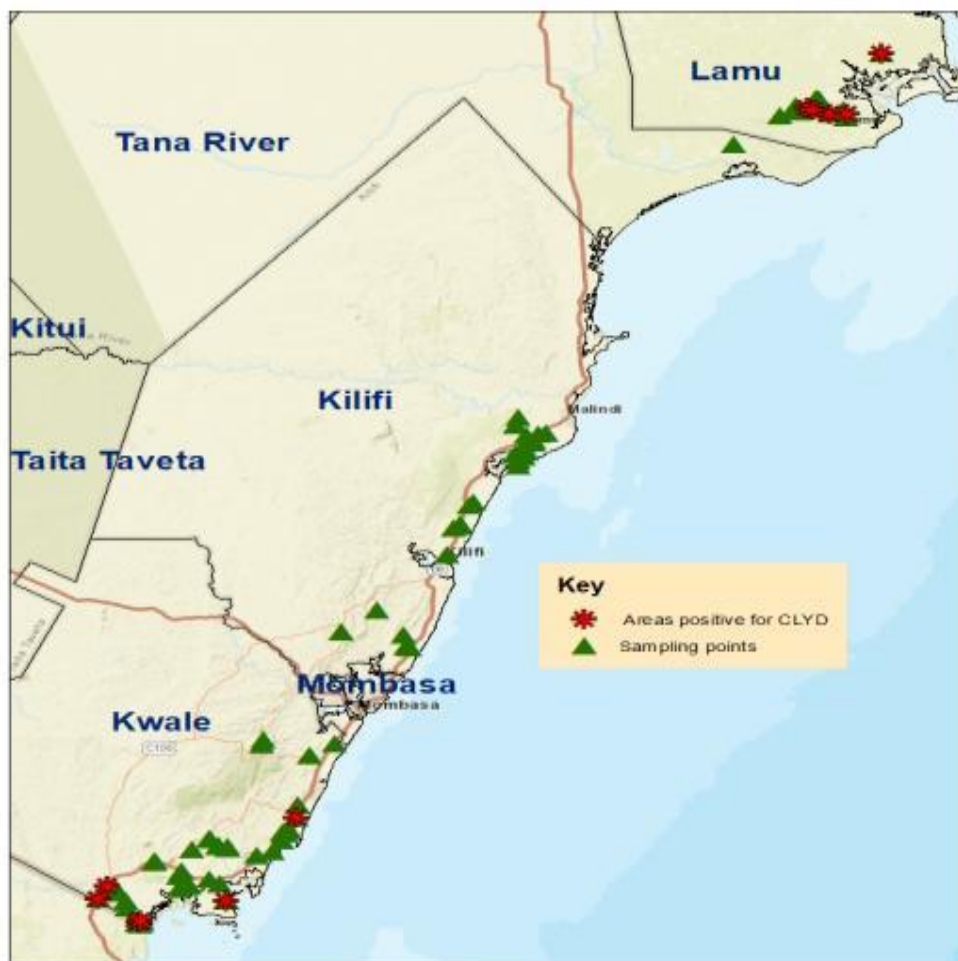 Lamu
Tana River
Kitui
Kilifi
Malindi
Taita Taveta
Key
Areas positive for CLYD
Sampling points
Mombasa
Mombasa
Kwale
C106